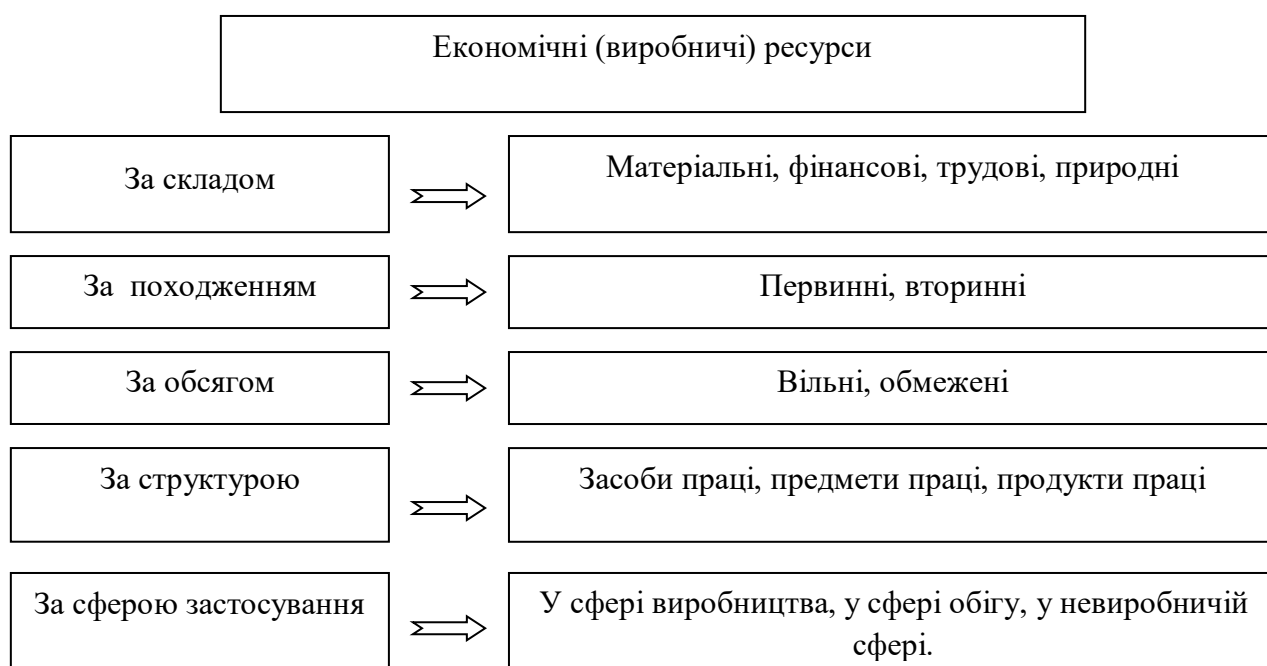 Економічні (виробничі) ресурси
За складом
Матеріальні, фінансові, трудові, природні
За походженням
Первинні, вторинні
За обсягом
Вільні, обмежені
За структурою
Засоби праці, предмети праці, продукти праці
За сферою застосування
У сфері виробництва, у сфері обігу, у невиробничій
сфері.